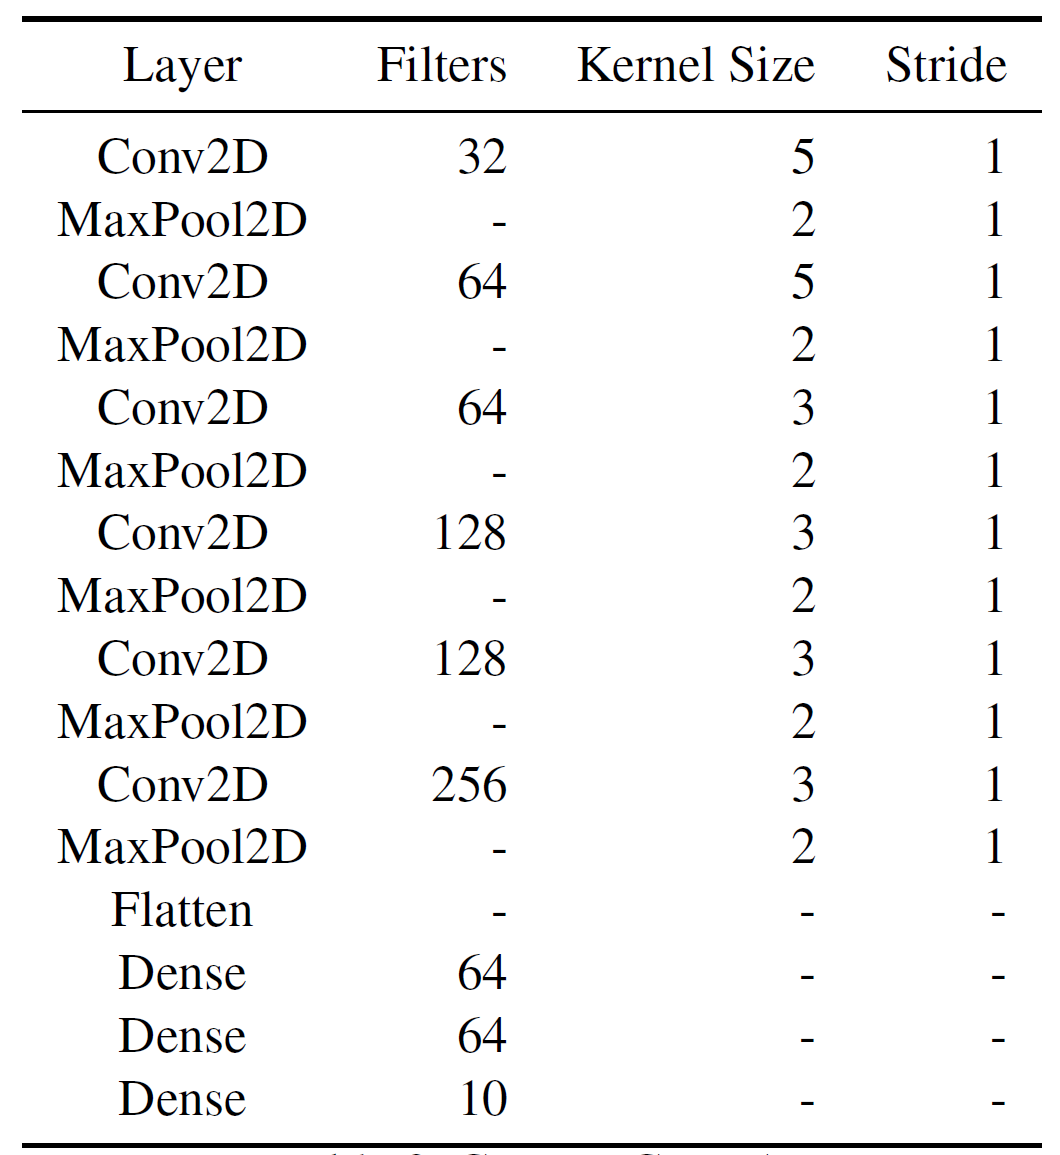 Layer Filters Kernel Size Stride
Conv2D 32 5 1
MaxPool2D - 2 1
Conv2D 64 5 1
MaxPool2D - 2 1
Conv2D 64 3 1
MaxPool2D - 2 1
Conv2D 128 3 1
MaxPool2D - 2 1
Conv2D 128 3 1
MaxPool2D - 2 1
Conv2D 256 3 1
MaxPool2D - 2 1
Flatten - - -
Dense 64 - -
Dense 64 - -
Dense 10 - -